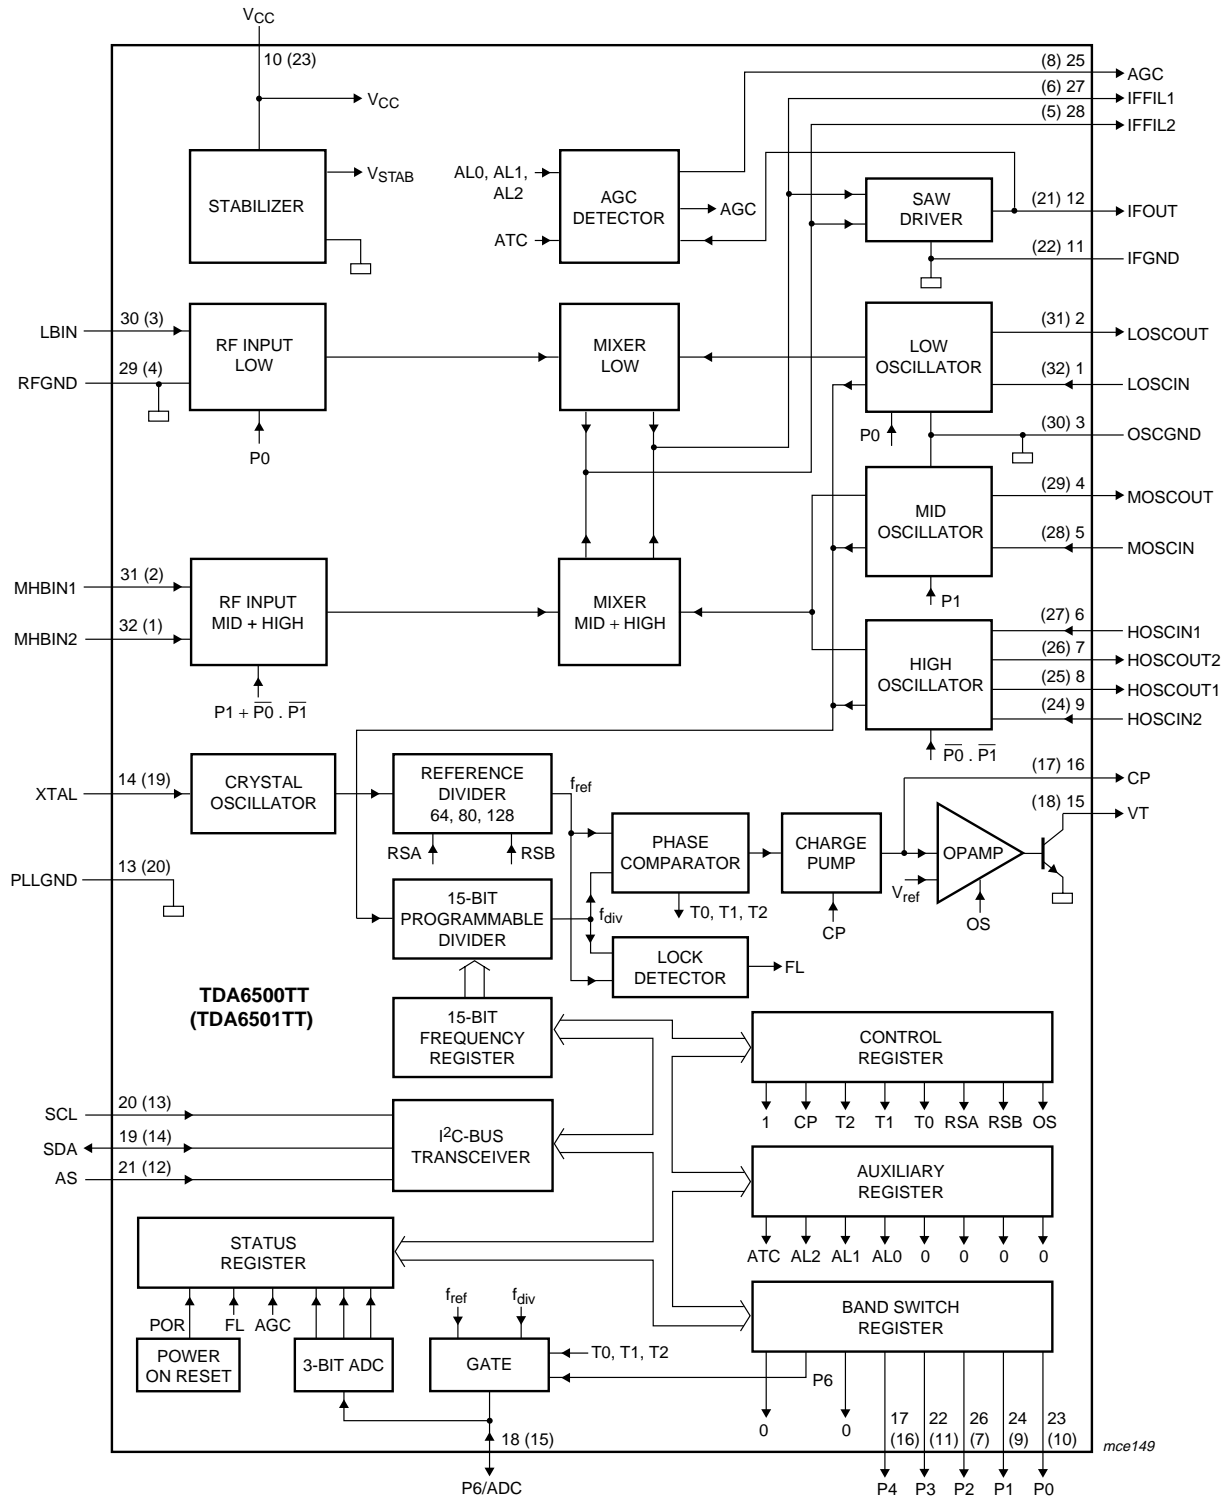 VCC
10 (23)
VCC
(8) 25
AGC
(6) 27
IFFIL1
(5) 28
IFFIL2
STABILIZER
VSTAB
AL0, AL1,
AL2
ATC
AGC
DETECTOR
AGC
SAW
DRIVER
(21) 12
IFOUT
(22) 11
IFGND
LBIN
30 (3)
RFGND
29 (4)
RF INPUT
LOW
P0
MIXER
LOW
LOW
OSCILLATOR
P0
(31) 2
LOSCOUT
(32) 1
LOSCIN
(30) 3
OSCGND
MID
OSCILLATOR
P1
(29) 4
MOSCOUT
(28) 5
MOSCIN
MHBIN1
31 (2)
MHBIN2
32 (1)
RF INPUT
MID + HIGH
P1 + P̅0̅ . P̅1̅
MIXER
MID + HIGH
HIGH
OSCILLATOR
P̅0̅ . P̅1̅
(27) 6
HOSCIN1
(26) 7
HOSCOUT2
(25) 8
HOSCOUT1
(24) 9
HOSCIN2
XTAL
14 (19)
CRYSTAL
OSCILLATOR
REFERENCE
DIVIDER
64, 80, 128
RSA
RSB
fref
PHASE
COMPARATOR
T0, T1, T2
CHARGE
PUMP
CP
OPAMP
Vref
OS
(17) 16
CP
(18) 15
VT
PLLGND
13 (20)
15-BIT
PROGRAMMABLE
DIVIDER
fdiv
LOCK
DETECTOR
FL
TDA6500TT
(TDA6501TT)
15-BIT
FREQUENCY
REGISTER
CONTROL
REGISTER
1 CP T2 T1 T0 RSA RSB OS
SCL
20 (13)
SDA
19 (14)
AS
21 (12)
I2C-BUS
TRANSCEIVER
AUXILIARY
REGISTER
ATC AL2 AL1 AL0 0 0 0 0
STATUS
REGISTER
POR FL AGC
POWER
ON RESET
3-BIT ADC
fref
fdiv
GATE
T0, T1, T2
P6
BAND SWITCH
REGISTER
0 0
18 (15)
P6/ADC
17
(16)
22
(11)
26
(7)
24
(9)
23
(10)
P4 P3 P2 P1 P0
mce149